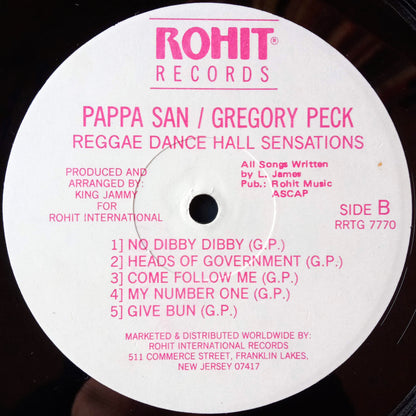 ROHIT®
RECORDS
PAPPA SAN / GREGORY PECK
REGGAE DANCE HALL SENSATIONS
PRODUCED AND
ARRANGED BY:
KING JAMMY
FOR
ROHIT INTERNATIONAL
All Songs Written
by L. James
Pub.: Rohit Music
ASCAP
SIDE B
RRTG 7770
1] NO DIBBY DIBBY (G.P.)
2] HEADS OF GOVERNMENT (G.P.)
3] COME FOLLOW ME (G.P.)
4] MY NUMBER ONE (G.P.)
5] GIVE BUN (G.P.)
MARKETED & DISTRIBUTED WORLDWIDE BY:
ROHIT INTERNATIONAL RECORDS
511 COMMERCE STREET, FRANKLIN LAKES,
NEW JERSEY 07417